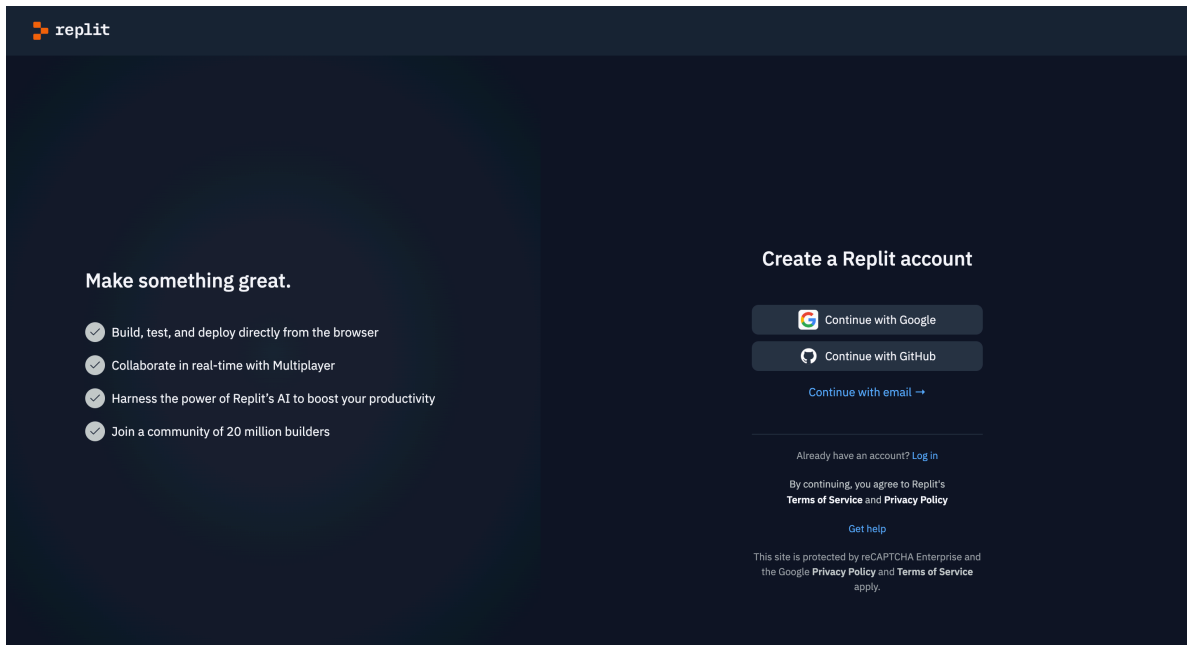 replit
Make something great.
Build, test, and deploy directly from the browser
Collaborate in real-time with Multiplayer
Harness the power of Replit's AI to boost your productivity
Join a community of 20 million builders
Create a Replit account
Continue with Google
Continue with GitHub
Continue with email →
Already have an account? Log in
By continuing, you agree to Replit's
Terms of Service and Privacy Policy
Get help
This site is protected by reCAPTCHA Enterprise and
the Google Privacy Policy and Terms of Service
apply.